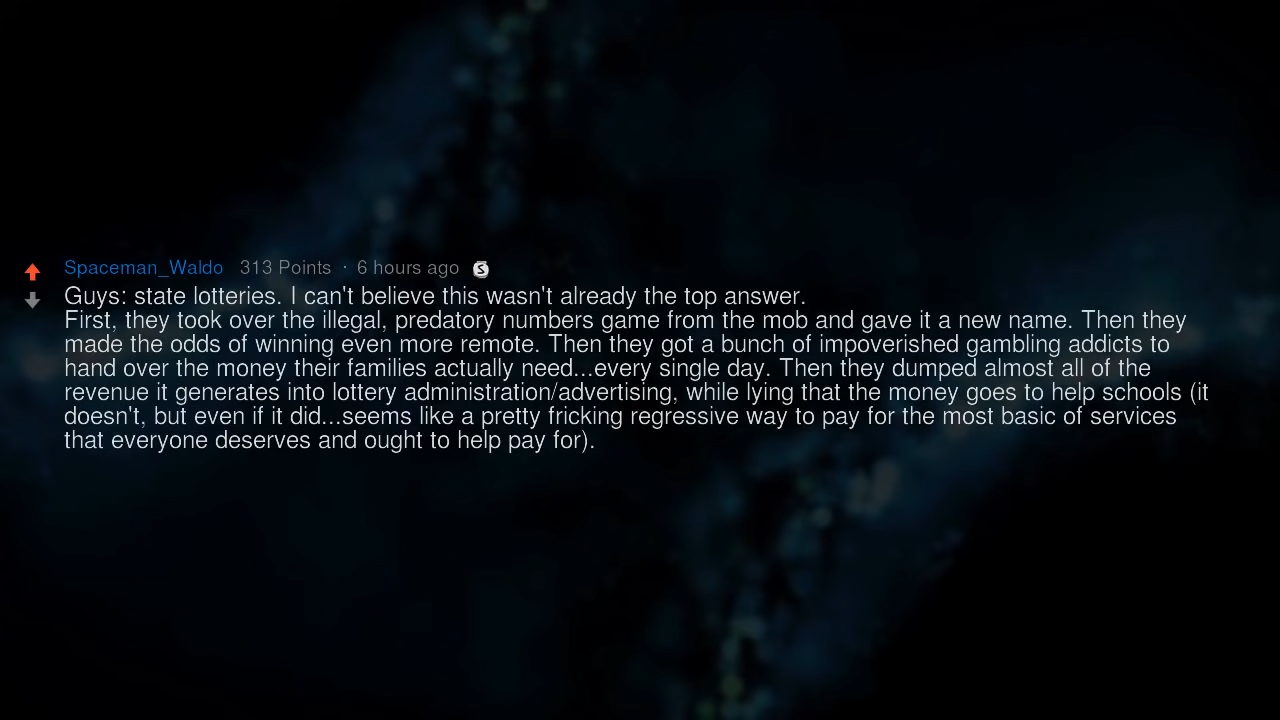 Spaceman_Waldo 313 Points · 6 hours ago S
Guys: state lotteries. I can't believe this wasn't already the top answer.
First, they took over the illegal, predatory numbers game from the mob and gave it a new name. Then they
made the odds of winning even more remote. Then they got a bunch of impoverished gambling addicts to
hand over the money their families actually need...every single day. Then they dumped almost all of the
revenue it generates into lottery administration/advertising, while lying that the money goes to help schools (it
doesn't, but even if it did...seems like a pretty fricking regressive way to pay for the most basic of services
that everyone deserves and ought to help pay for).